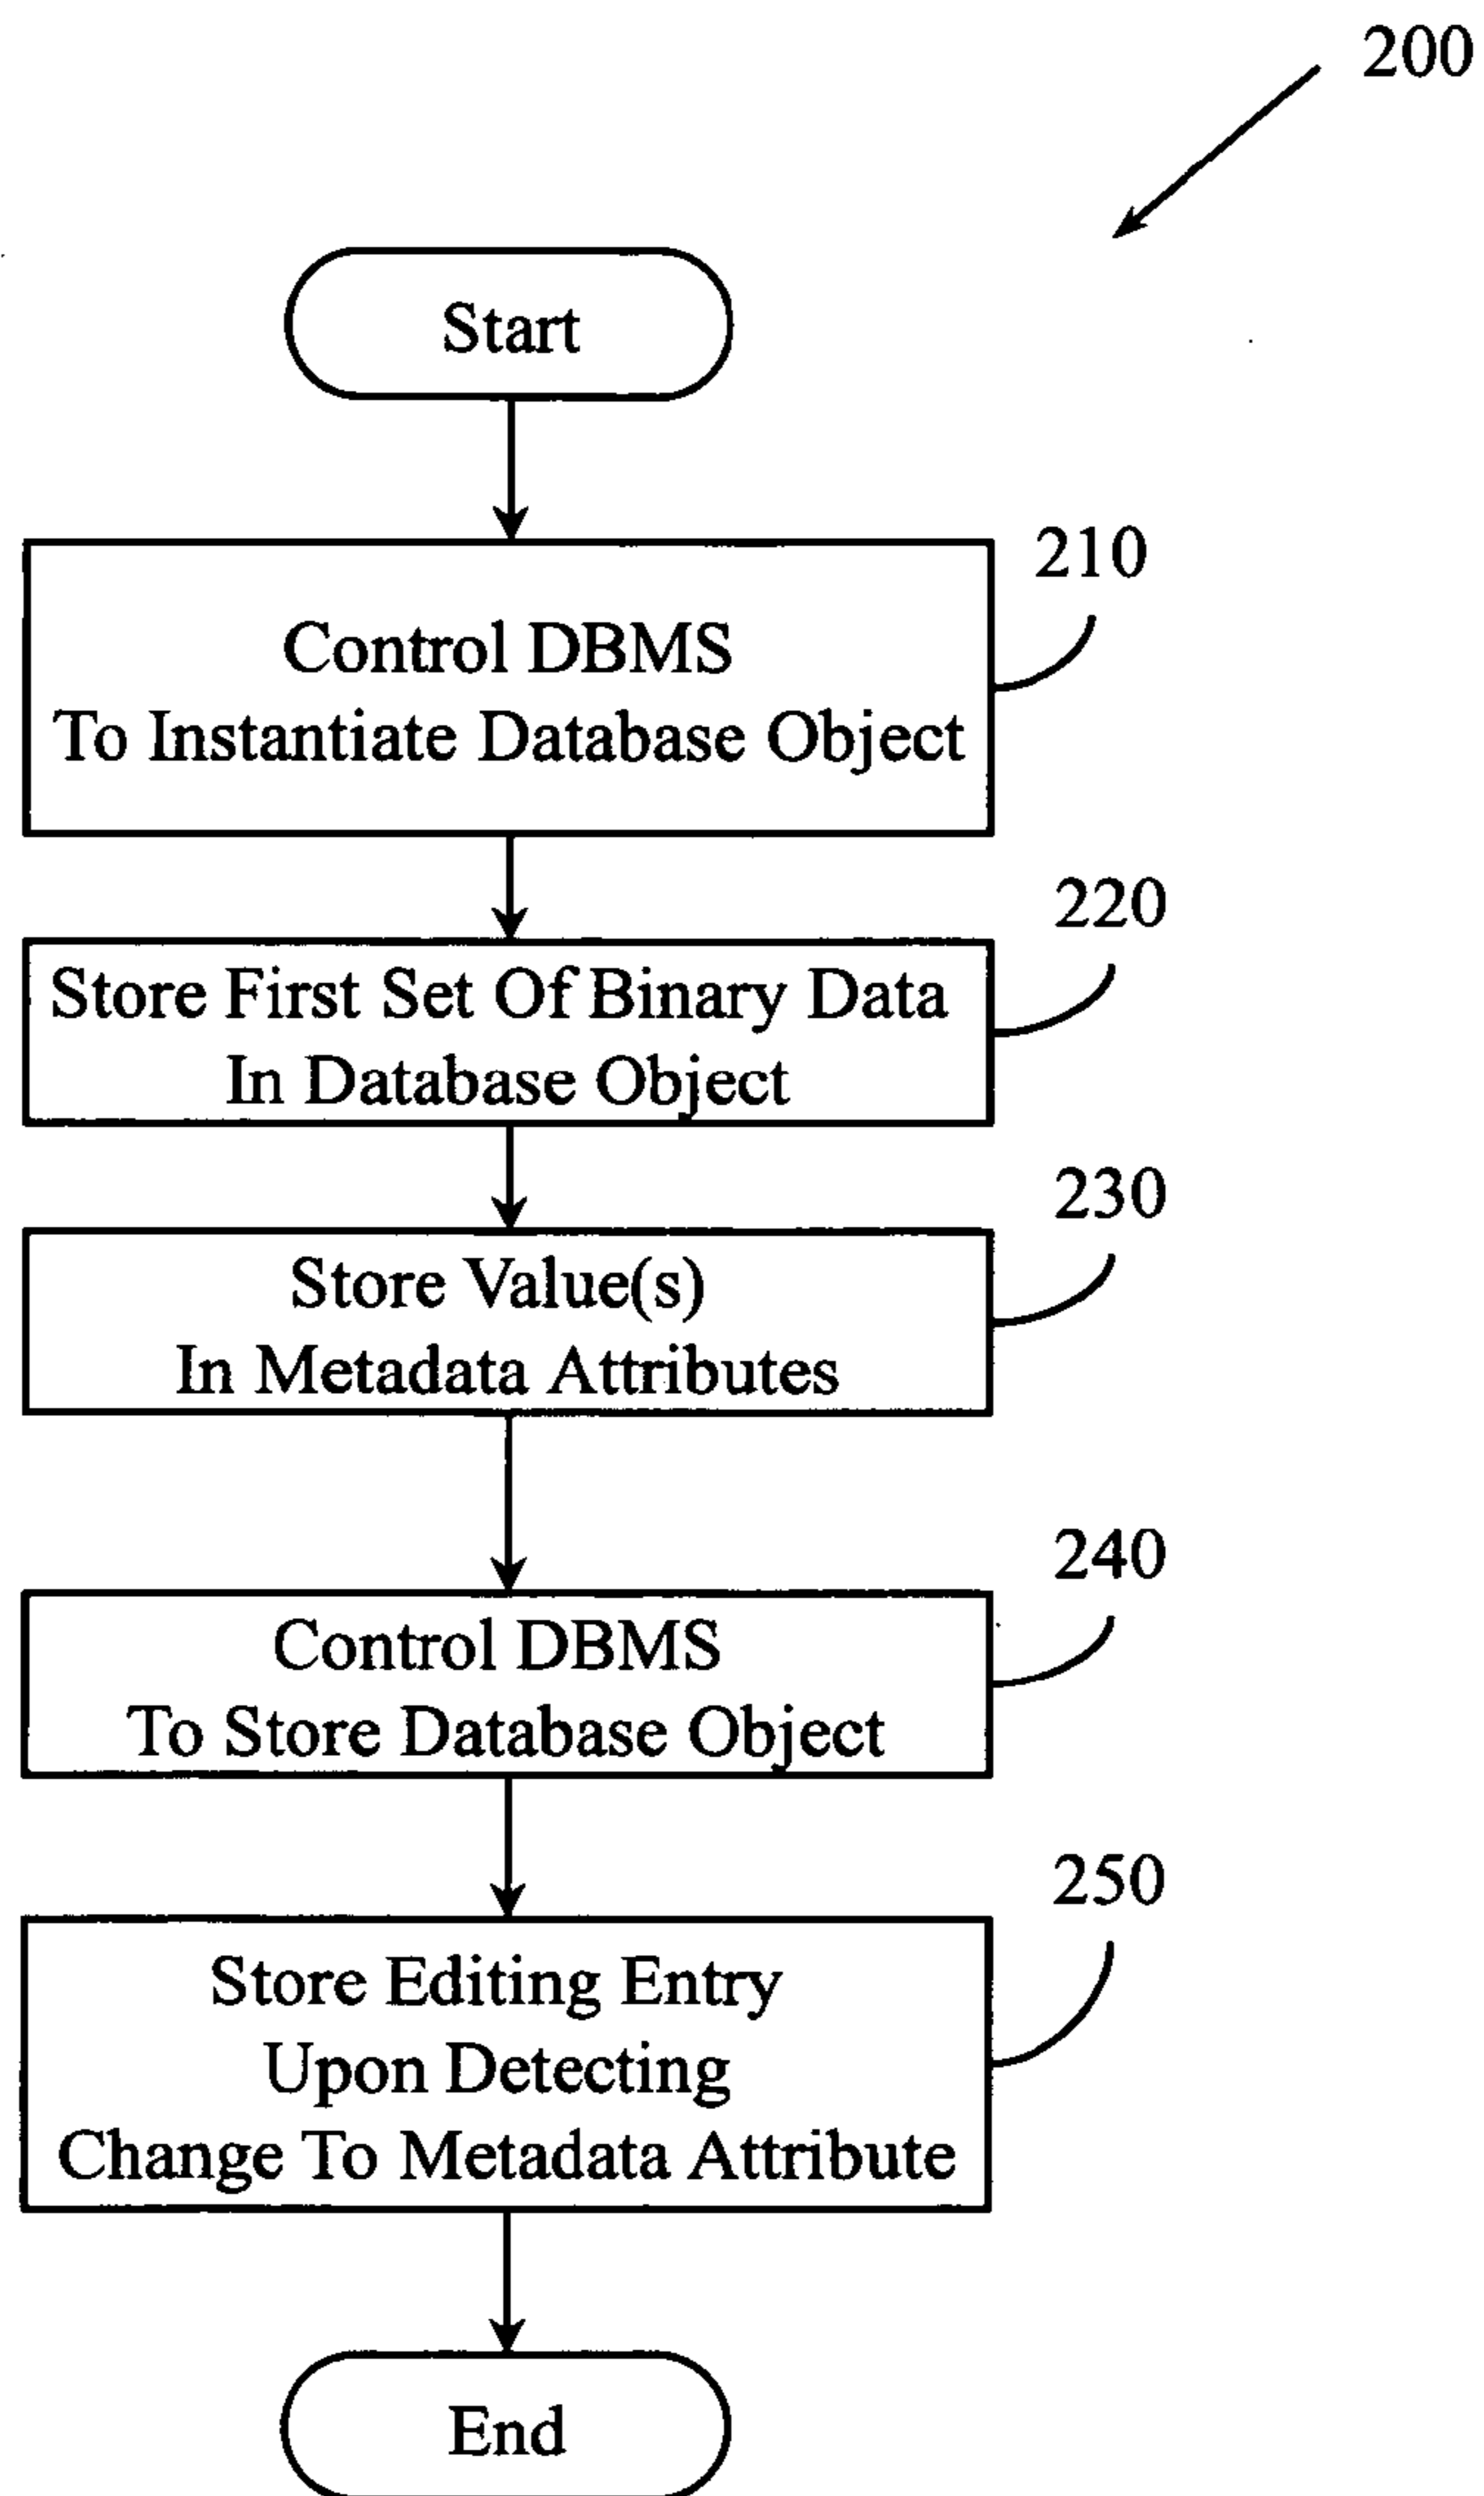 200
Start
210
Control DBMS
To Instantiate Database Object
220
Store First Set Of Binary Data
In Database Object
230
Store Value(s)
In Metadata Attributes
240
Control DBMS
To Store Database Object
250
Store Editing Entry
Upon Detecting
Change To Metadata Attribute
End